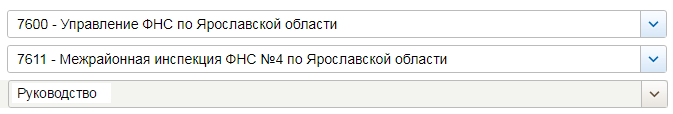 7600 - Управление ФНС по Ярославской области
7611 - Межрайонная инспекция ФНС №4 по Ярославской области
Руководство